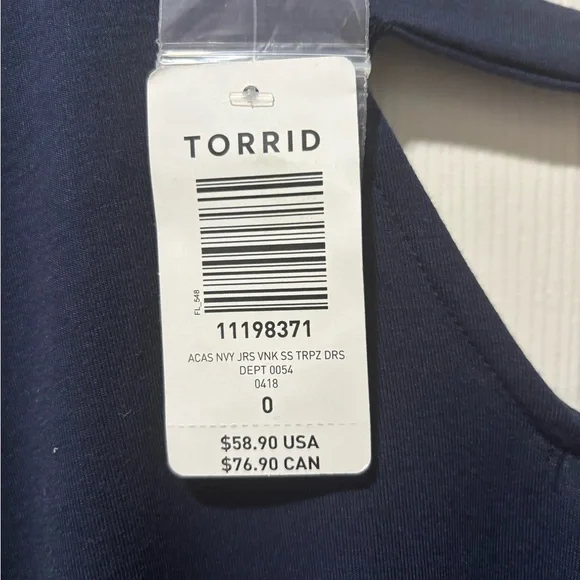 TORRID
FL_548
11198371
ACAS NVY JRS VNK SS TRPZ DRS
DEPT 0054
0418
0
$58.90 USA
$76.90 CAN